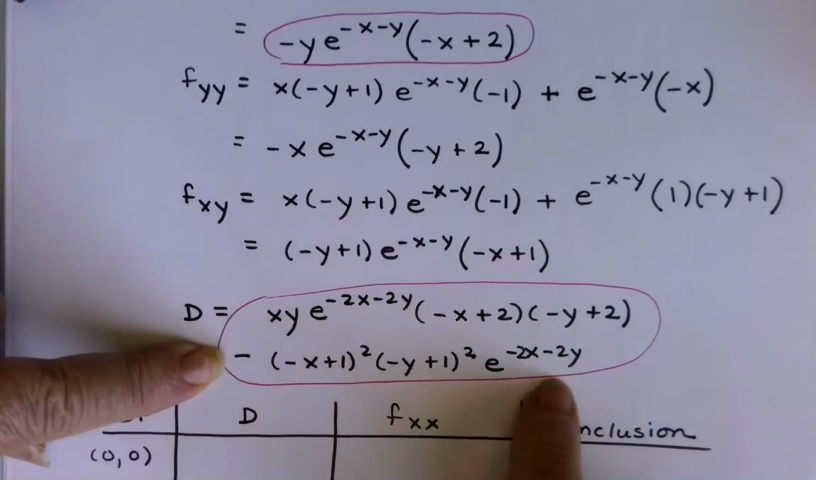 = -y e^{-x-y}(-x+2)
f_{yy} = x(-y+1) e^{-x-y}(-1) + e^{-x-y}(-x)
= -x e^{-x-y}(-y+2)
f_{xy} = x(-y+1) e^{-x-y}(-1) + e^{-x-y}(1)(-y+1)
= (-y+1) e^{-x-y}(-x+1)
D = xy e^{-2x-2y}(-x+2)(-y+2)
- (-x+1)^2(-y+1)^2 e^{-2x-2y}
D f_{xx} nclusion
(0,0)